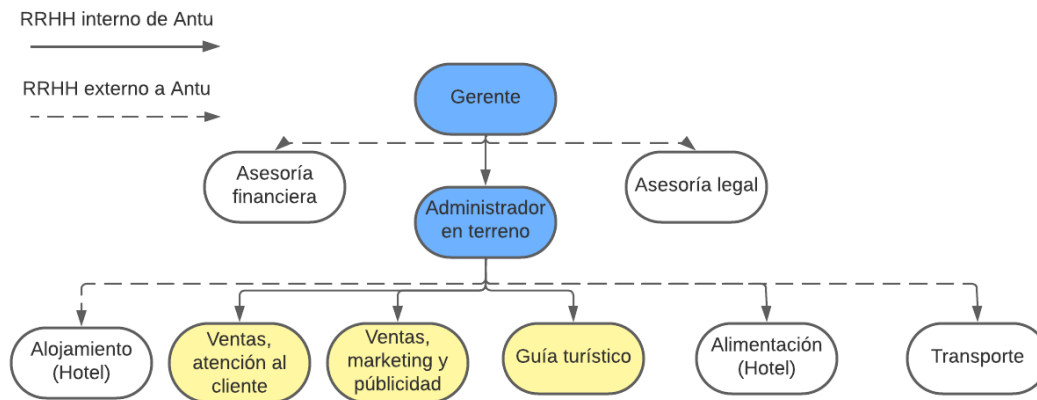 RRHH interno de Antu
RRHH externo a Antu
Gerente
Asesoría
financiera
Asesoría legal
Administrador
en terreno
Alojamiento
(Hotel)
Ventas,
atención al
cliente
Ventas,
marketing y
públicidad
Guía turístico
Alimentación
(Hotel)
Transporte